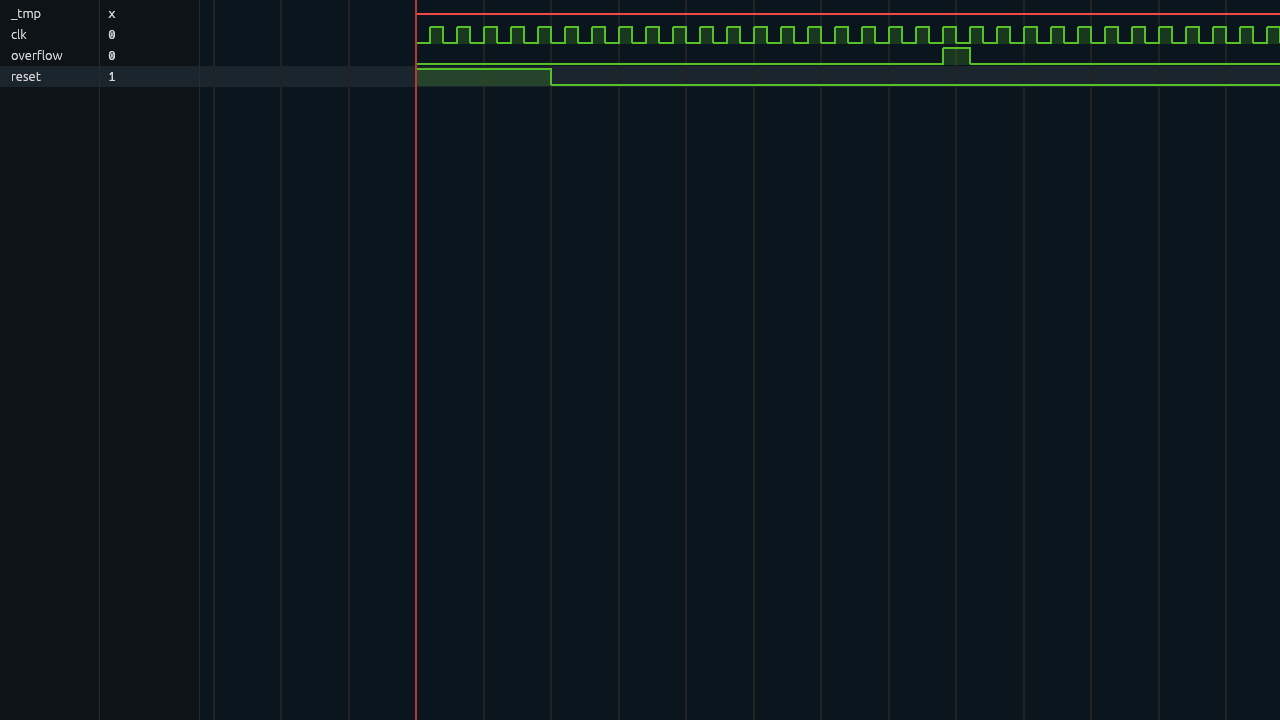 _tmp x
clk 0
overflow 0
reset 1